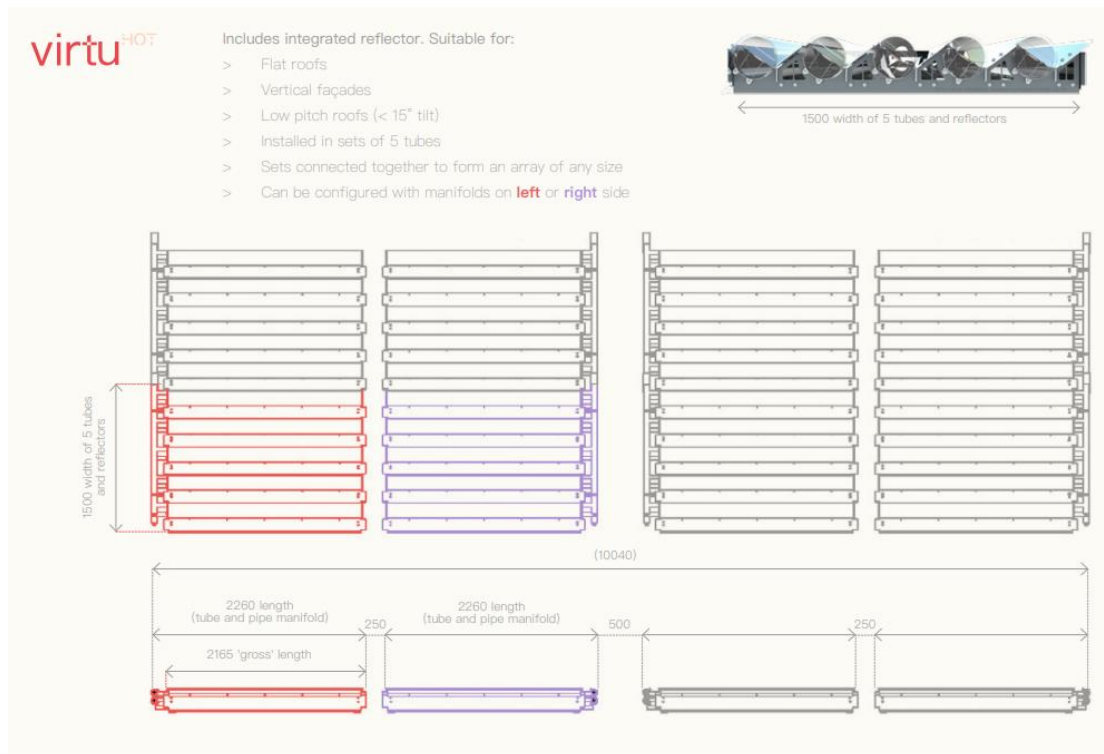 virtu HOT
Includes integrated reflector. Suitable for:
> Flat roofs
> Vertical façades
> Low pitch roofs (< 15° tilt)
> Installed in sets of 5 tubes
> Sets connected together to form an array of any size
> Can be configured with manifolds on left or right side
1500 width of 5 tubes and reflectors
1500 width of 5 tubes
and reflectors
(10040)
2260 length
(tube and pipe manifold)
250
2260 length
(tube and pipe manifold)
500
250
2165 'gross' length